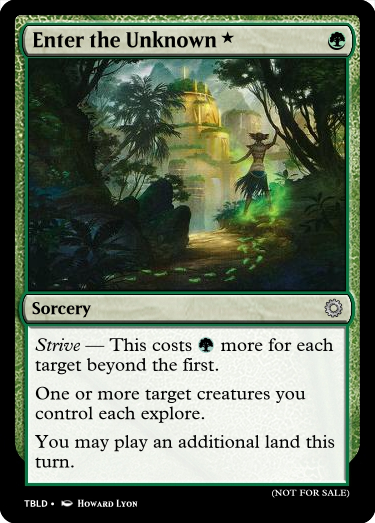 Enter the Unknown ★
Sorcery
Strive — This costs more for each
target beyond the first.
One or more target creatures you
control each explore.
You may play an additional land this
turn.
(NOT FOR SALE)
TBLD • Howard Lyon